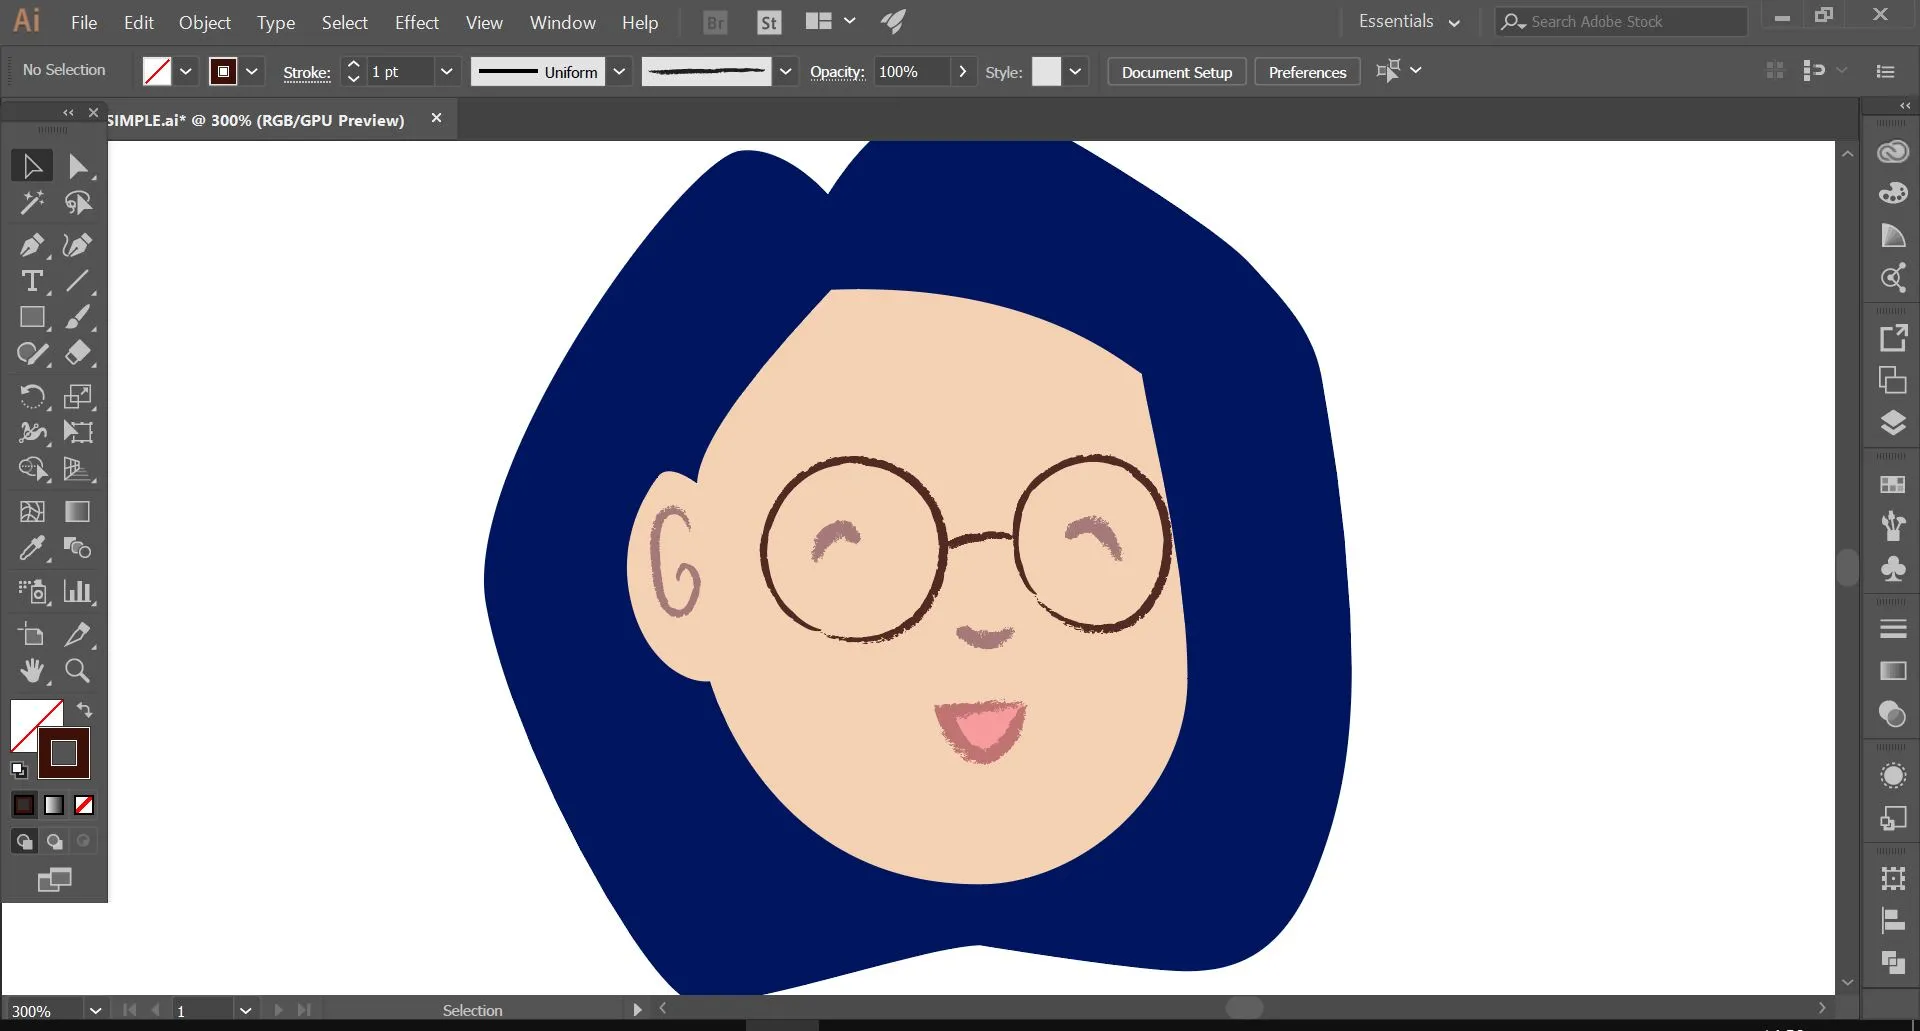 Ai File Edit Object Type Select Effect View Window Help Br St Essentials Search Adobe Stock
No Selection Stroke: 1 pt Uniform Opacity: 100% Style: Document Setup Preferences
SIMPLE.ai* @ 300% (RGB/GPU Preview)
300% 1 Selection